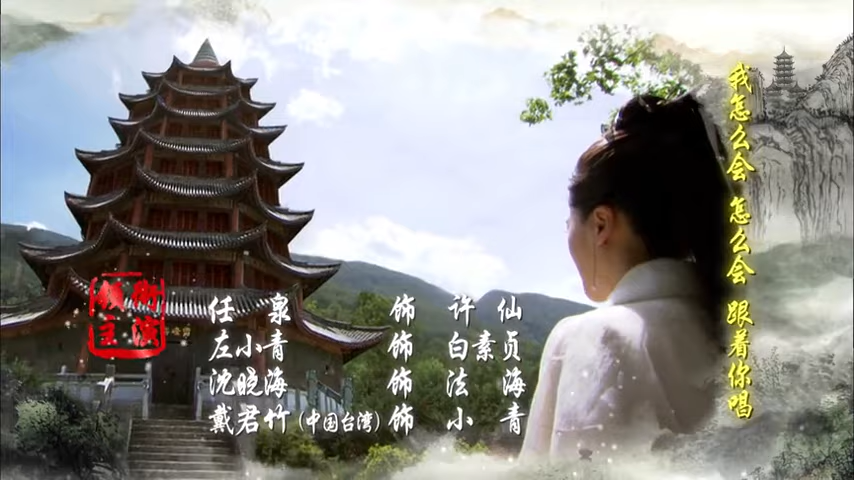 我怎么会 怎么会 跟着你唱
领衔主演
任泉 饰 许仙
左小青 饰 白素贞
沈晓海 饰 法海
戴君竹(中国台湾) 饰 小青